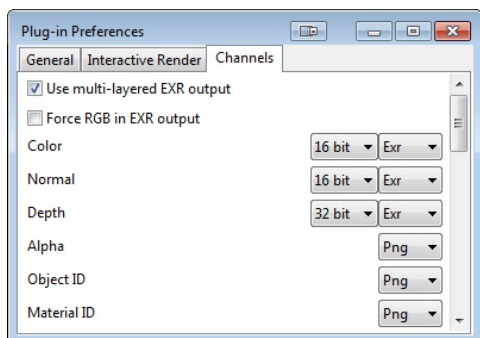 Plug-in Preferences
General Interactive Render Channels
Use multi-layered EXR output
Force RGB in EXR output
Color 16 bit Exr
Normal 16 bit Exr
Depth 32 bit Exr
Alpha Png
Object ID Png
Material ID Png